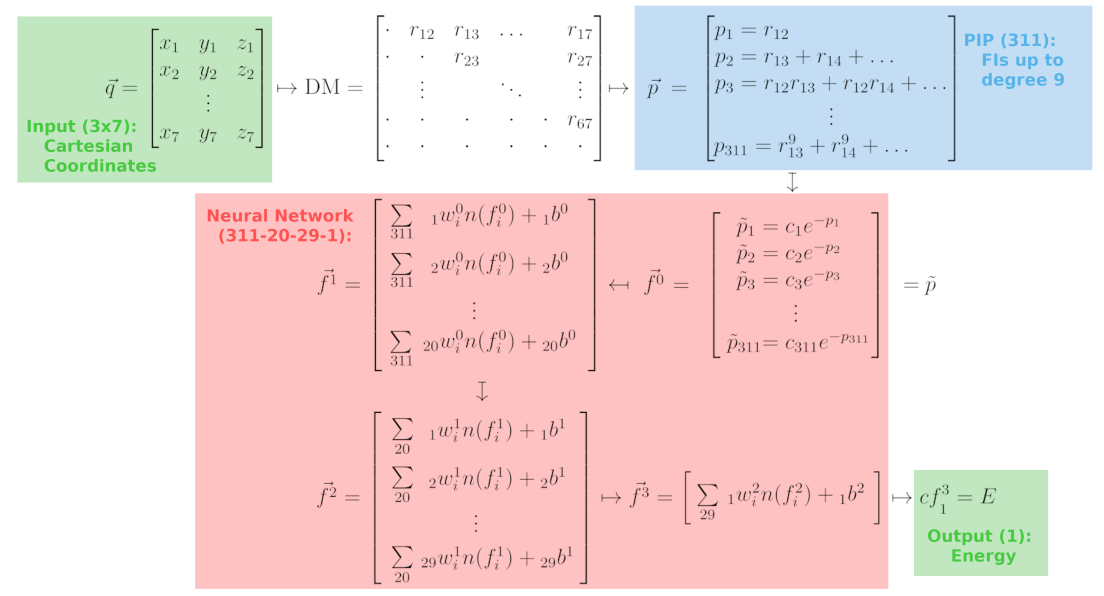 $\vec{q} = \begin{bmatrix} x_1 & y_1 & z_1 \\ x_2 & y_2 & z_2 \\ & \vdots & \\ x_7 & y_7 & z_7 \end{bmatrix} \mapsto \mathrm{DM} = \begin{bmatrix} \cdot & r_{12} & r_{13} & \dots & & r_{17} \\ \cdot & \cdot & r_{23} & & & r_{27} \\ & \vdots & & \ddots & & \vdots \\ \cdot & \cdot & \cdot & \cdot & \cdot & r_{67} \\ \cdot & \cdot & \cdot & \cdot & \cdot & \cdot \end{bmatrix} \mapsto \vec{p} = \begin{bmatrix} p_1 = r_{12} \\ p_2 = r_{13} + r_{14} + \dots \\ p_3 = r_{12}r_{13} + r_{12}r_{14} + \dots \\ \vdots \\ p_{311} = r_{13}^9 + r_{14}^9 + \dots \end{bmatrix}$
Input (3x7):
Cartesian
Coordinates
PIP (311):
FIs up to
degree 9
↧
Neural Network
(311-20-29-1):
$\vec{f^1} = \begin{bmatrix} \sum_{311} {}_1w_i^0 n(f_i^0) + {}_1b^0 \\ \sum_{311} {}_2w_i^0 n(f_i^0) + {}_2b^0 \\ \vdots \\ \sum_{311} {}_{20}w_i^0 n(f_i^0) + {}_{20}b^0 \end{bmatrix} ↤ \vec{f^0} = \begin{bmatrix} \tilde{p}_1 = c_1 e^{-p_1} \\ \tilde{p}_2 = c_2 e^{-p_2} \\ \tilde{p}_3 = c_3 e^{-p_3} \\ \vdots \\ \tilde{p}_{311} = c_{311} e^{-p_{311}} \end{bmatrix} = \tilde{p}$
↧
$\vec{f^2} = \begin{bmatrix} \sum_{20} {}_1w_i^1 n(f_i^1) + {}_1b^1 \\ \sum_{20} {}_2w_i^1 n(f_i^1) + {}_2b^1 \\ \vdots \\ \sum_{20} {}_{29}w_i^1 n(f_i^1) + {}_{29}b^1 \end{bmatrix} \mapsto \vec{f^3} = \begin{bmatrix} \sum_{29} {}_1w_i^2 n(f_i^2) + {}_1b^2 \end{bmatrix} \mapsto cf_1^3 = E$
Output (1):
Energy